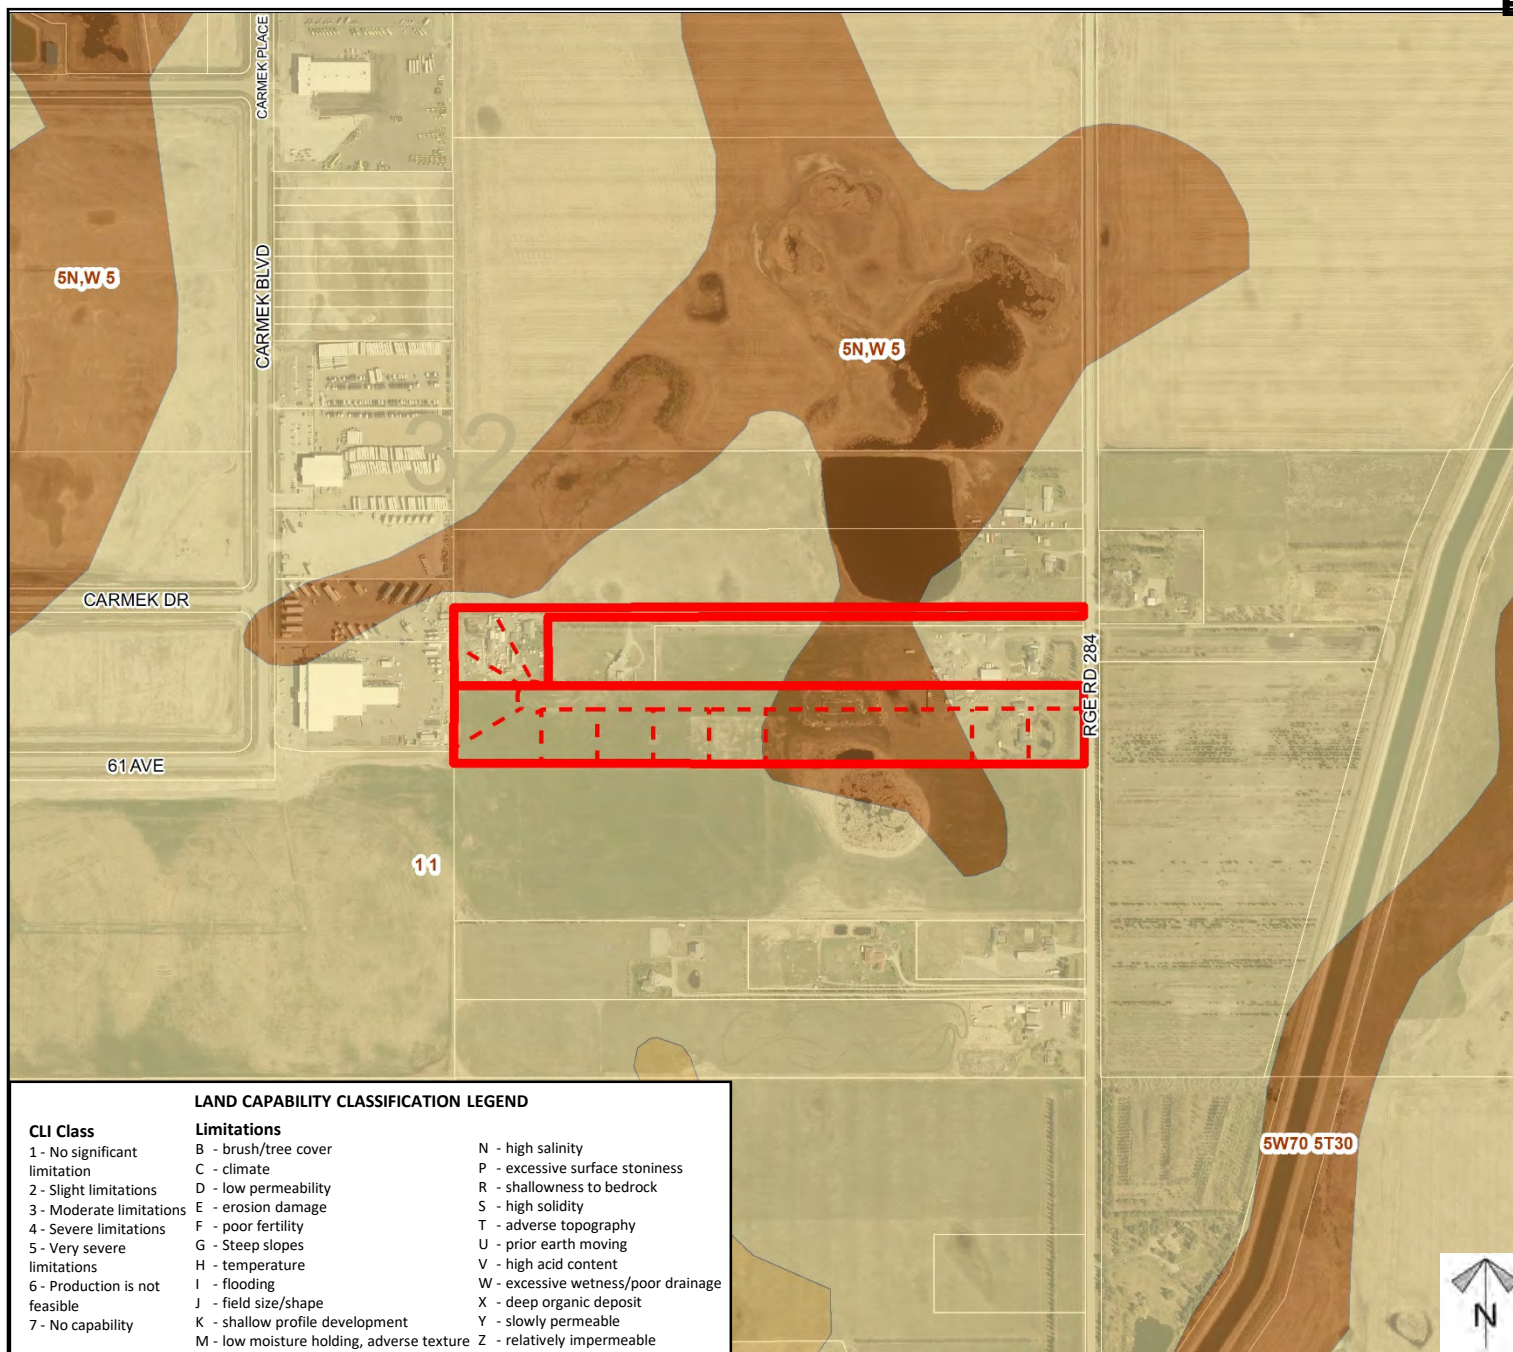 CARMEK PLACE
5N,W 5
CARMEK BLVD
5N,W 5
32
CARMEK DR
RGE RD 284
61 AVE
11
5W70 5T30
LAND CAPABILITY CLASSIFICATION LEGEND
CLI Class
1 - No significant
limitation
2 - Slight limitations
3 - Moderate limitations
4 - Severe limitations
5 - Very severe
limitations
6 - Production is not
feasible
7 - No capability
Limitations
B - brush/tree cover
C - climate
D - low permeability
E - erosion damage
F - poor fertility
G - Steep slopes
H - temperature
I - flooding
J - field size/shape
K - shallow profile development
M - low moisture holding, adverse texture
N - high salinity
P - excessive surface stoniness
R - shallowness to bedrock
S - high solidity
T - adverse topography
U - prior earth moving
V - high acid content
W - excessive wetness/poor drainage
X - deep organic deposit
Y - slowly permeable
Z - relatively impermeable
N